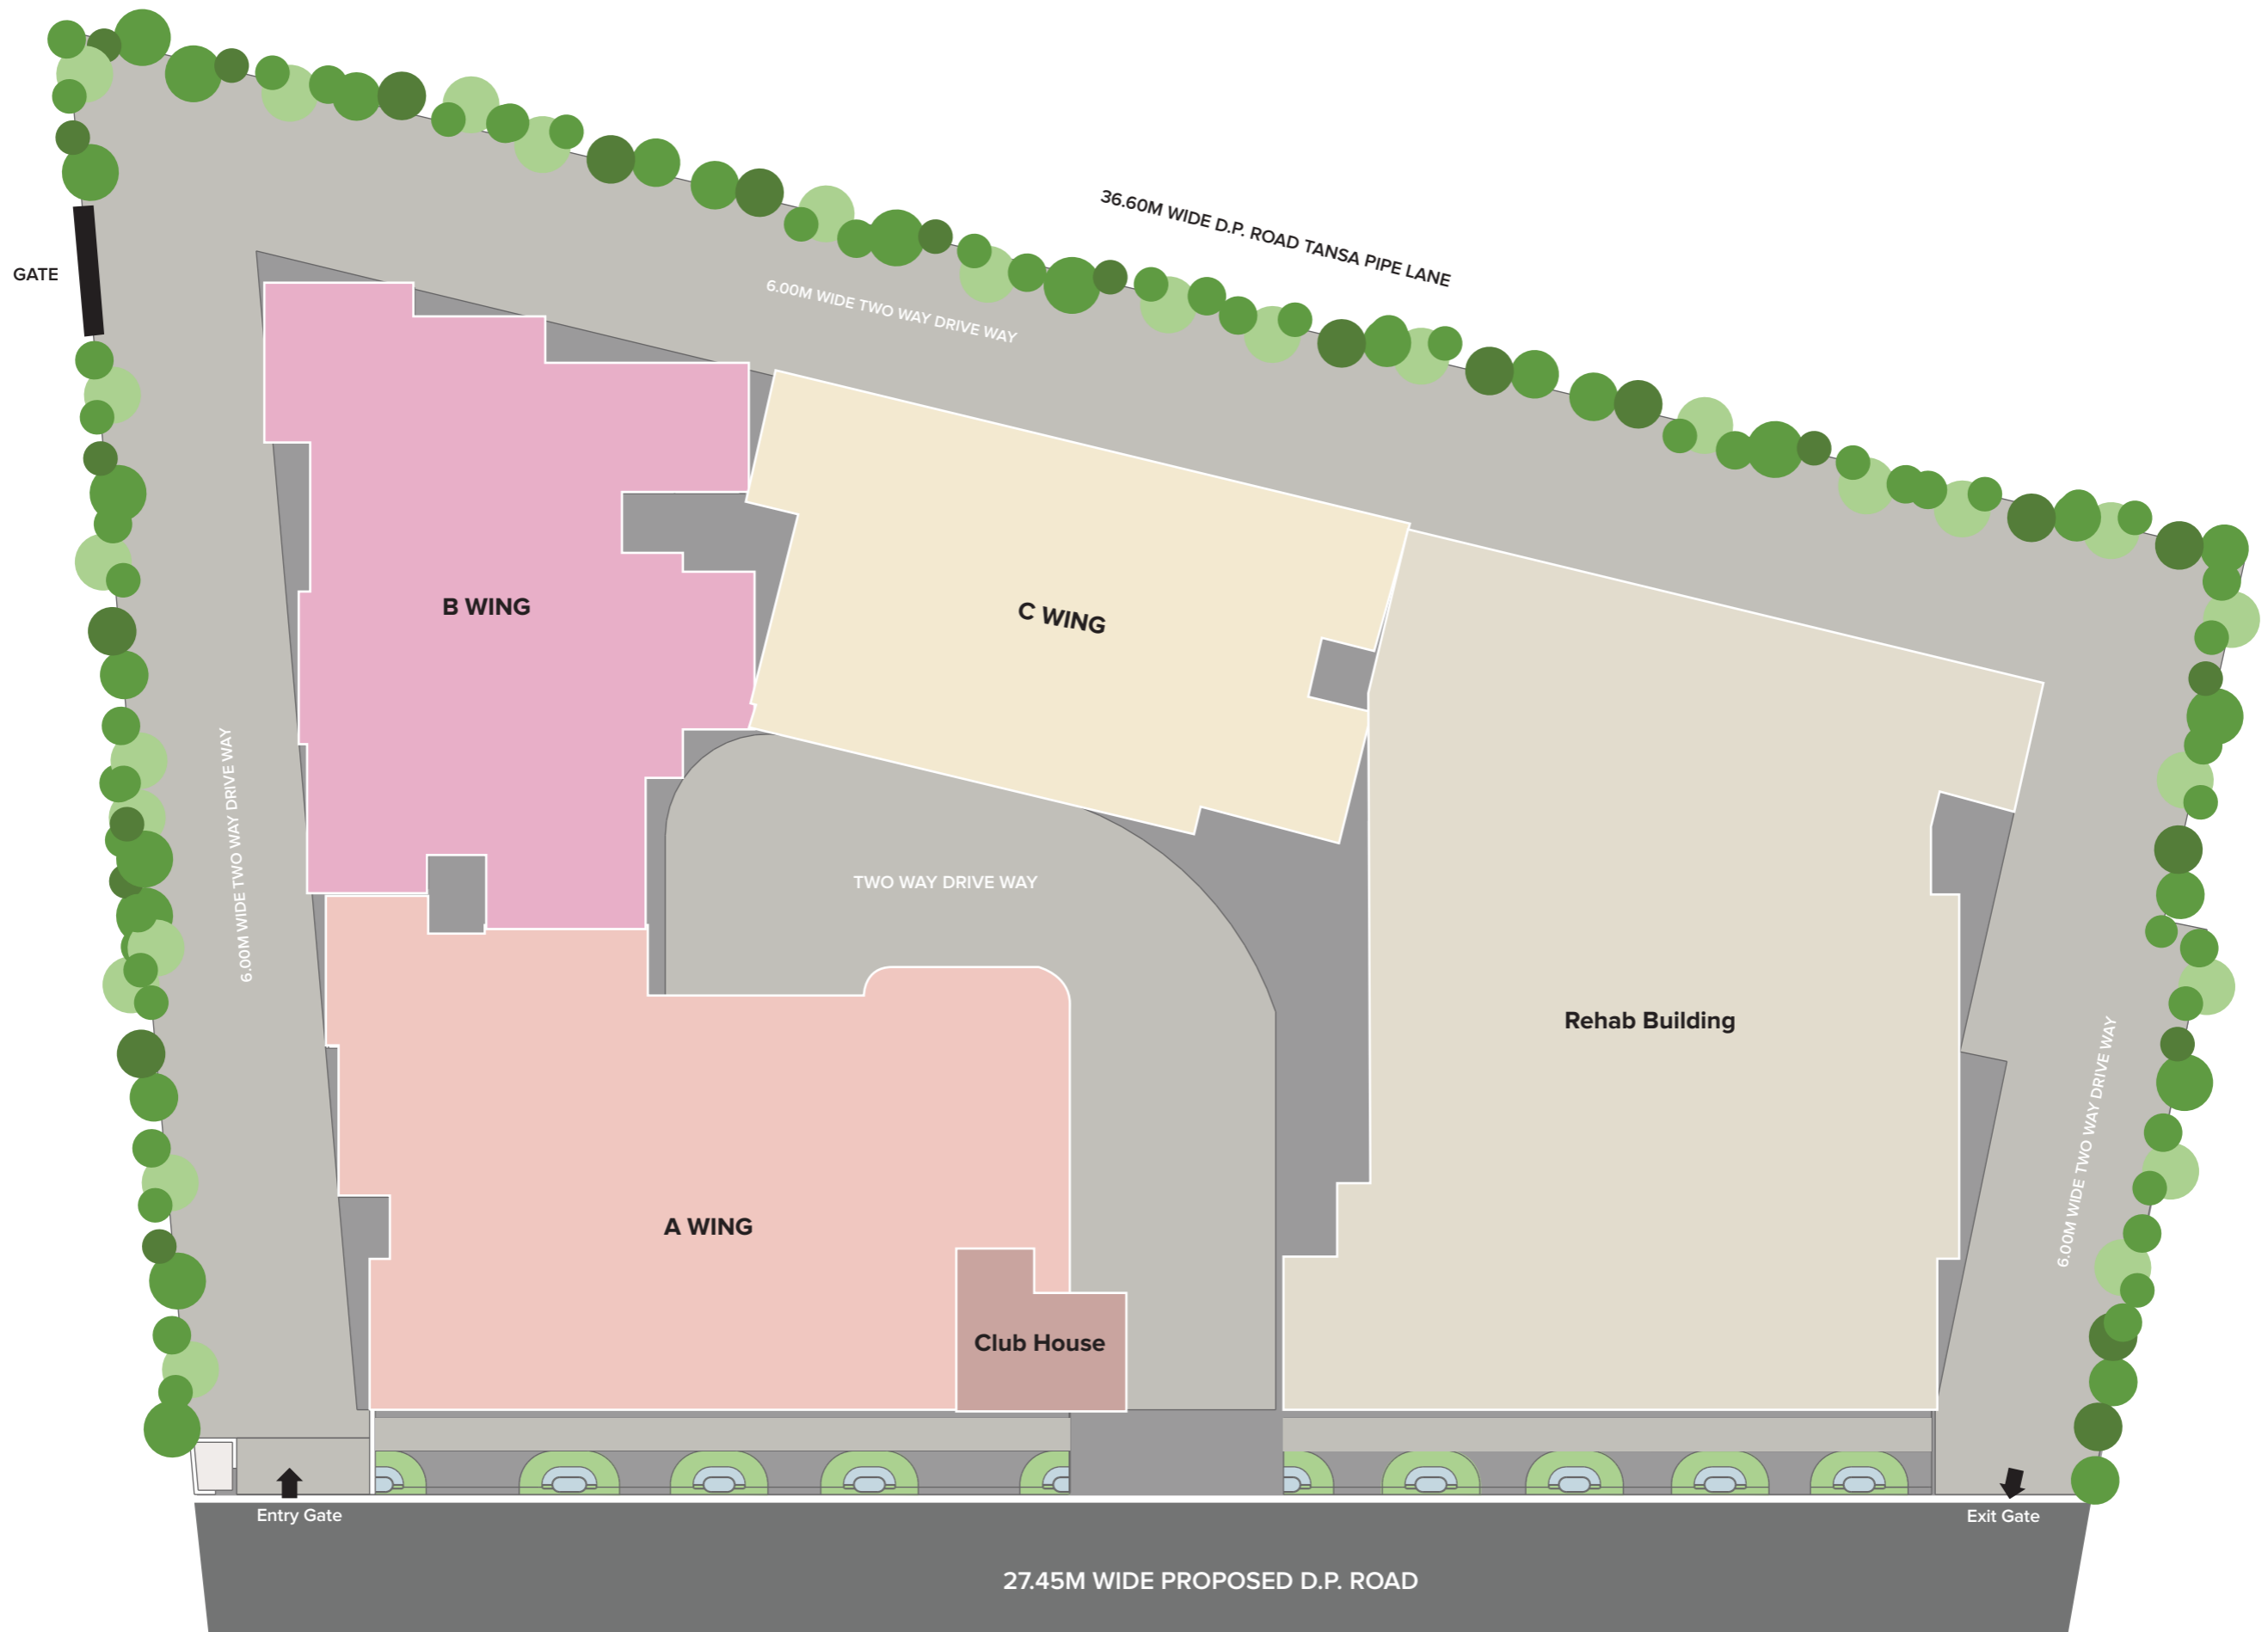 36.60M WIDE D.P. ROAD TANSA PIPE LANE
GATE
6.00M WIDE TWO WAY DRIVE WAY
B WING
C WING
6.00M WIDE TWO WAY DRIVE WAY
TWO WAY DRIVE WAY
Rehab Building
6.00M WIDE TWO WAY DRIVE WAY
A WING
Club House
Entry Gate
Exit Gate
27.45M WIDE PROPOSED D.P. ROAD